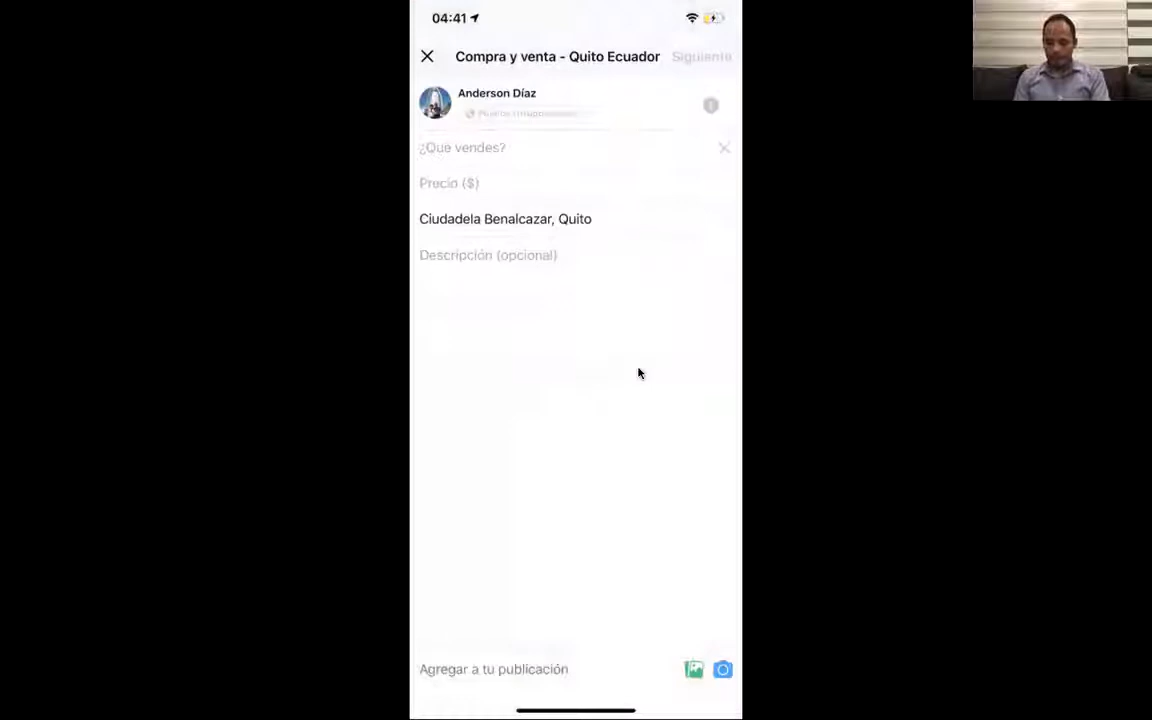 04:41
Compra y venta - Quito Ecuador Siguiente
Anderson Díaz
¿Que vendes?
Precio ($)
Ciudadela Benalcazar, Quito
Descripción (opcional)
Agregar a tu publicación